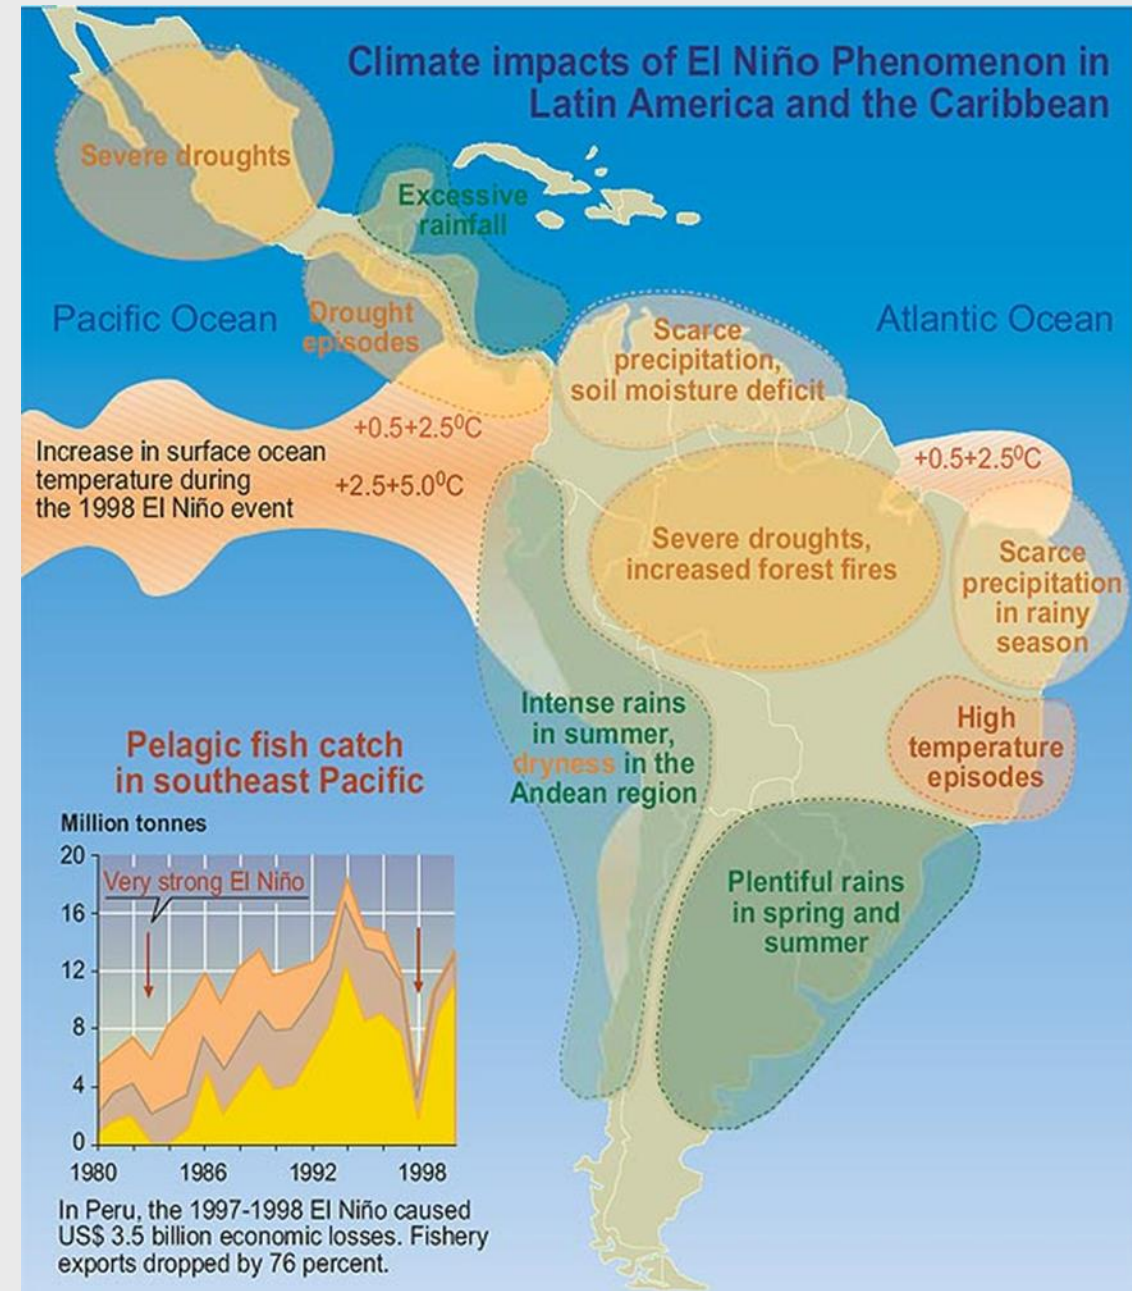 Climate impacts of El Niño Phenomenon in
Latin America and the Caribbean
Severe droughts
Excessive
rainfall
Pacific Ocean
Drought
episodes
Scarce
precipitation,
soil moisture deficit
Atlantic Ocean
+0.5+2.5⁰C
Increase in surface ocean
temperature during
the 1998 El Niño event
+2.5+5.0⁰C
+0.5+2.5⁰C
Severe droughts,
increased forest fires
Scarce
precipitation
in rainy
season
Intense rains
in summer,
dryness in the
Andean region
High
temperature
episodes
Plentiful rains
in spring and
summer
Pelagic fish catch
in southeast Pacific
Million tonnes
20
Very strong El Niño
16
12
8
4
0
1980 1986 1992 1998
In Peru, the 1997-1998 El Niño caused
US$ 3.5 billion economic losses. Fishery
exports dropped by 76 percent.